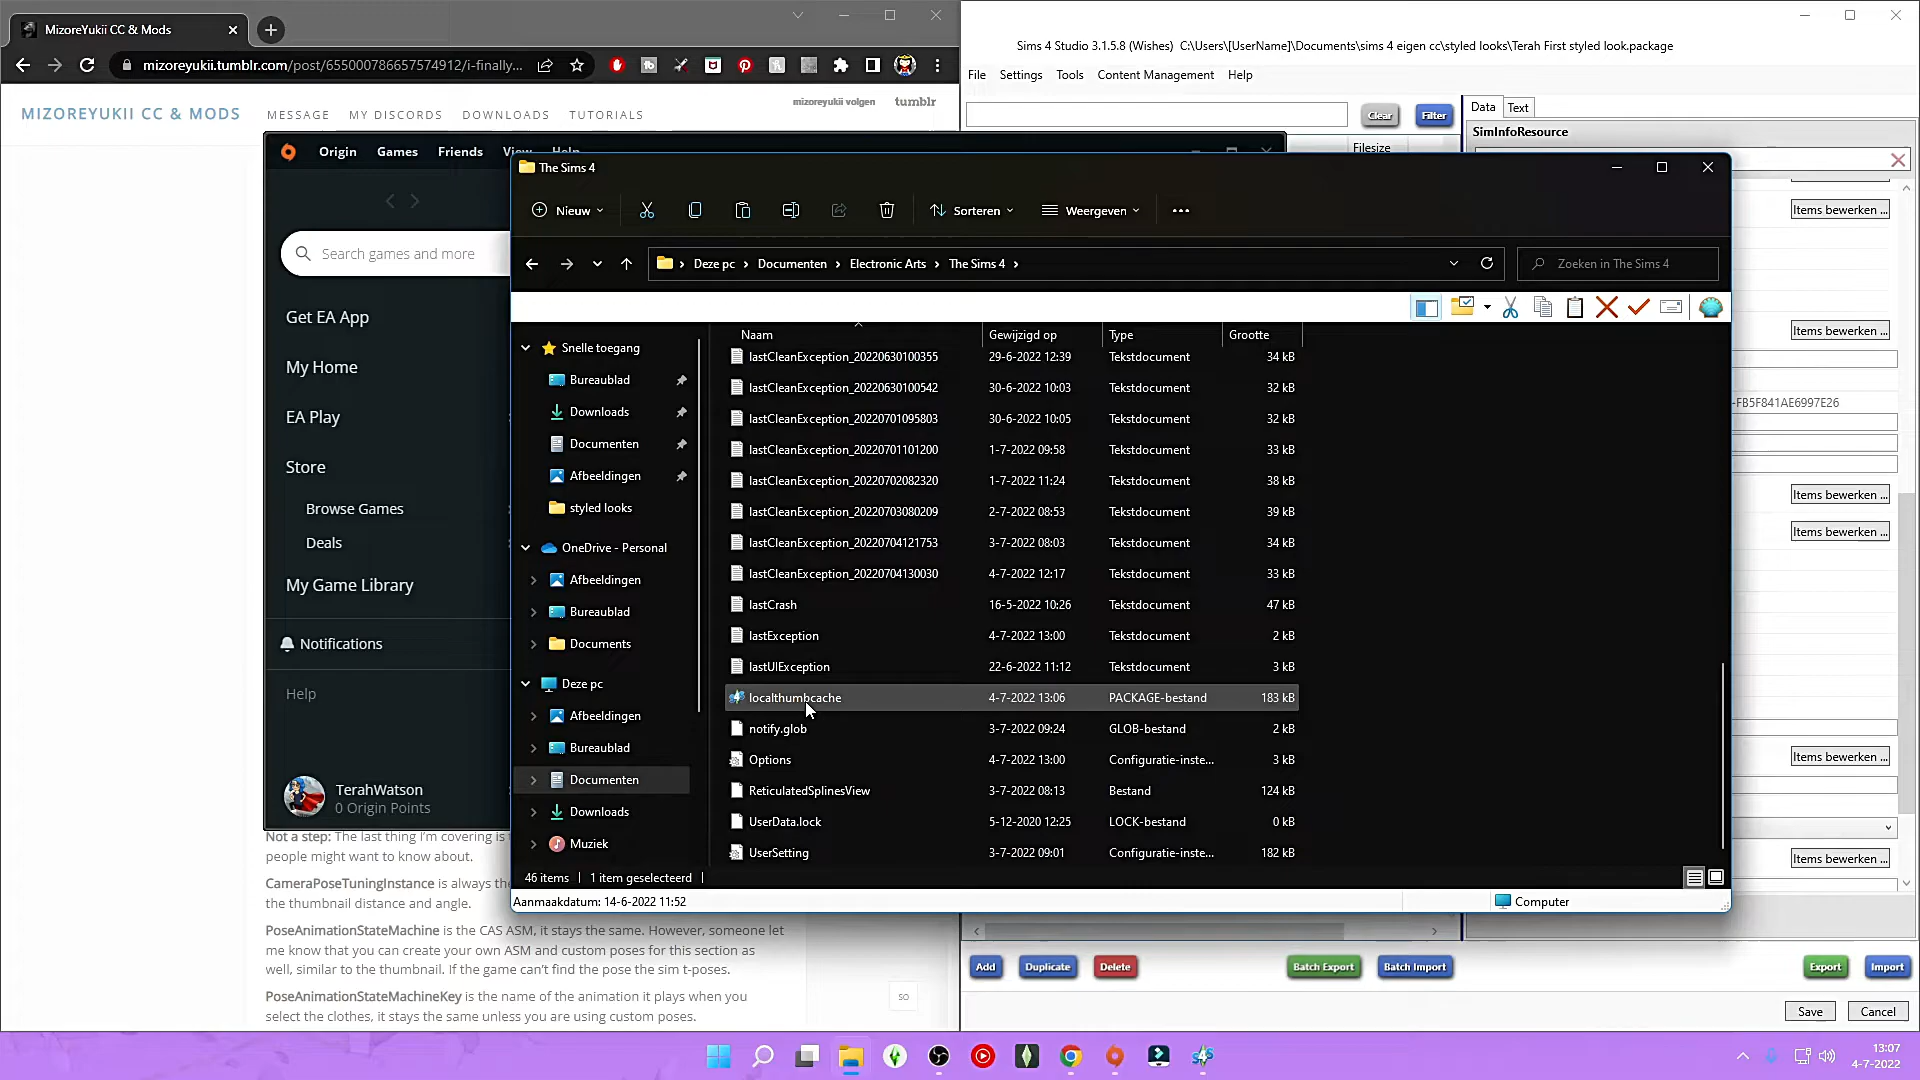 MizoreYukii CC & Mods
mizoreyukii.tumblr.com/post/655000786657574912/i-finally...
MIZOREYUKII CC & MODS
MESSAGE
MY DISCORDS
DOWNLOADS
TUTORIALS
mizoreyukii volgen
tumblr
Sims 4 Studio 3.1.5.8 (Wishes) C:\Users\[UserName]\Documents\sims 4 eigen cc\styled looks\Terah First styled look.package
File
Settings
Tools
Content Management
Help
Clear
Filter
Data
Text
SimInfoResource
Filesize
Items bewerken ...
Items bewerken ...
-FB5F841AE6997E26
Items bewerken ...
Items bewerken ...
Items bewerken ...
Items bewerken ...
Origin
Games
Friends
View
Help
Search games and more
Get EA App
My Home
EA Play
Store
Browse Games
Deals
My Game Library
Notifications
Help
TerahWatson
0 Origin Points
The Sims 4
Nieuw
Sorteren
Weergeven
Deze pc
Documenten
Electronic Arts
The Sims 4
Zoeken in The Sims 4
Snelle toegang
Bureaublad
Downloads
Documenten
Afbeeldingen
styled looks
OneDrive - Personal
Afbeeldingen
Bureaublad
Documents
Deze pc
Afbeeldingen
Bureaublad
Documenten
Downloads
Muziek
Naam Gewijzigd op Type Grootte
lastCleanException_20220630100355 29-6-2022 12:39 Tekstdocument 34 kB
lastCleanException_20220630100542 30-6-2022 10:03 Tekstdocument 32 kB
lastCleanException_20220701095803 30-6-2022 10:05 Tekstdocument 32 kB
lastCleanException_20220701101200 1-7-2022 09:58 Tekstdocument 33 kB
lastCleanException_20220702082320 1-7-2022 11:24 Tekstdocument 38 kB
lastCleanException_20220703080209 2-7-2022 08:53 Tekstdocument 39 kB
lastCleanException_20220704121753 3-7-2022 08:03 Tekstdocument 34 kB
lastCleanException_20220704130030 4-7-2022 12:17 Tekstdocument 33 kB
lastCrash 16-5-2022 10:26 Tekstdocument 47 kB
lastException 4-7-2022 13:00 Tekstdocument 2 kB
lastUIException 22-6-2022 11:12 Tekstdocument 3 kB
localthumbcache 4-7-2022 13:06 PACKAGE-bestand 183 kB
notify.glob 3-7-2022 09:24 GLOB-bestand 2 kB
Options 4-7-2022 13:00 Configuratie-inste... 3 kB
ReticulatedSplinesView 3-7-2022 08:13 Bestand 124 kB
UserData.lock 5-12-2020 12:25 LOCK-bestand 0 kB
UserSetting 3-7-2022 09:01 Configuratie-inste... 182 kB
46 items
1 item geselecteerd
Aanmaakdatum: 14-6-2022 11:52
Computer
Not a step: The last thing I'm covering is
people might want to know about.
CameraPoseTuningInstance is always the
the thumbnail distance and angle.
PoseAnimationStateMachine is the CAS ASM, it stays the same. However, someone let
me know that you can create your own ASM and custom poses for this section as
well, similar to the thumbnail. If the game can't find the pose the sim t-poses.
PoseAnimationStateMachineKey is the name of the animation it plays when you
select the clothes, it stays the same unless you are using custom poses.
SO
Add
Duplicate
Delete
Batch Export
Batch Import
Export
Import
Save
Cancel
13:07
4-7-2022